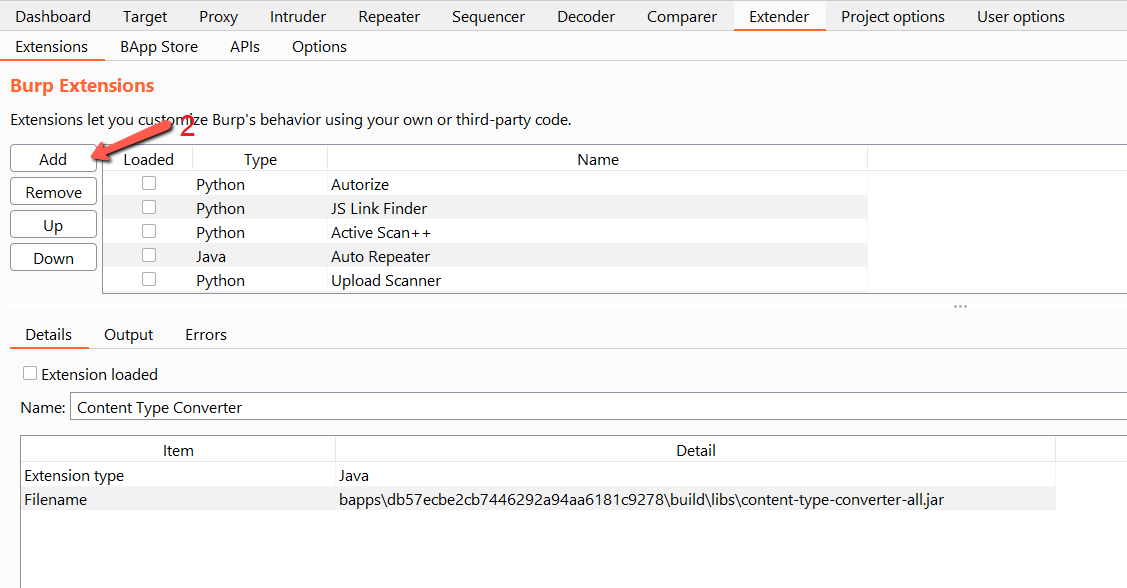 Dashboard Target Proxy Intruder Repeater Sequencer Decoder Comparer Extender Project options User options
Extensions BApp Store APIs Options
Burp Extensions
Extensions let you customize Burp's behavior using your own or third-party code.
2
Add Loaded Type Name
Python Autorize
Remove
Python JS Link Finder
Up
Python Active Scan++
Down
Java Auto Repeater
Python Upload Scanner
Details Output Errors
Extension loaded
Name: Content Type Converter
Item Detail
Extension type Java
Filename bapps\db57ecbe2cb7446292a94aa6181c9278\build\libs\content-type-converter-all.jar